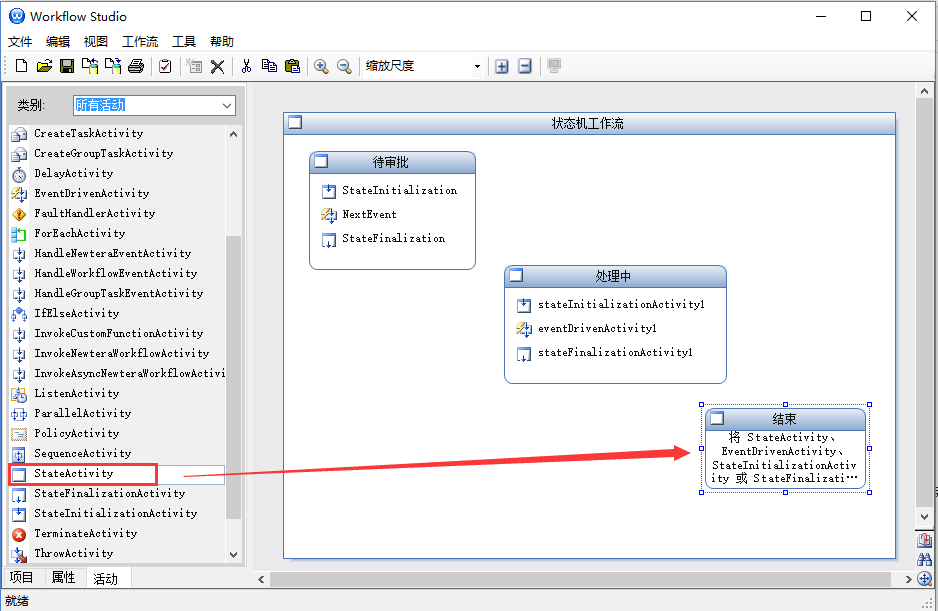 Workflow Studio
文件 编辑 视图 工作流 工具 帮助
缩放尺度
类别: 所有活动
CreateTaskActivity
CreateGroupTaskActivity
DelayActivity
EventDrivenActivity
FaultHandlerActivity
ForEachActivity
HandleNewteraEventActivity
HandleWorkflowEventActivity
HandleGroupTaskEventActivity
IfElseActivity
InvokeCustomFunctionActivity
InvokeNewteraWorkflowActivity
InvokeAsyncNewteraWorkflowActivi
ListenActivity
ParallelActivity
PolicyActivity
SequenceActivity
StateActivity
StateFinalizationActivity
StateInitializationActivity
TerminateActivity
ThrowActivity
项目 属性 活动
就绪
状态机工作流
待审批
StateInitialization
NextEvent
StateFinalization
处理中
stateInitializationActivity1
eventDrivenActivity1
stateFinalizationActivity1
结束
将 StateActivity、
EventDrivenActivity、
StateInitializationActiv
ity 或 StateFinalizati…